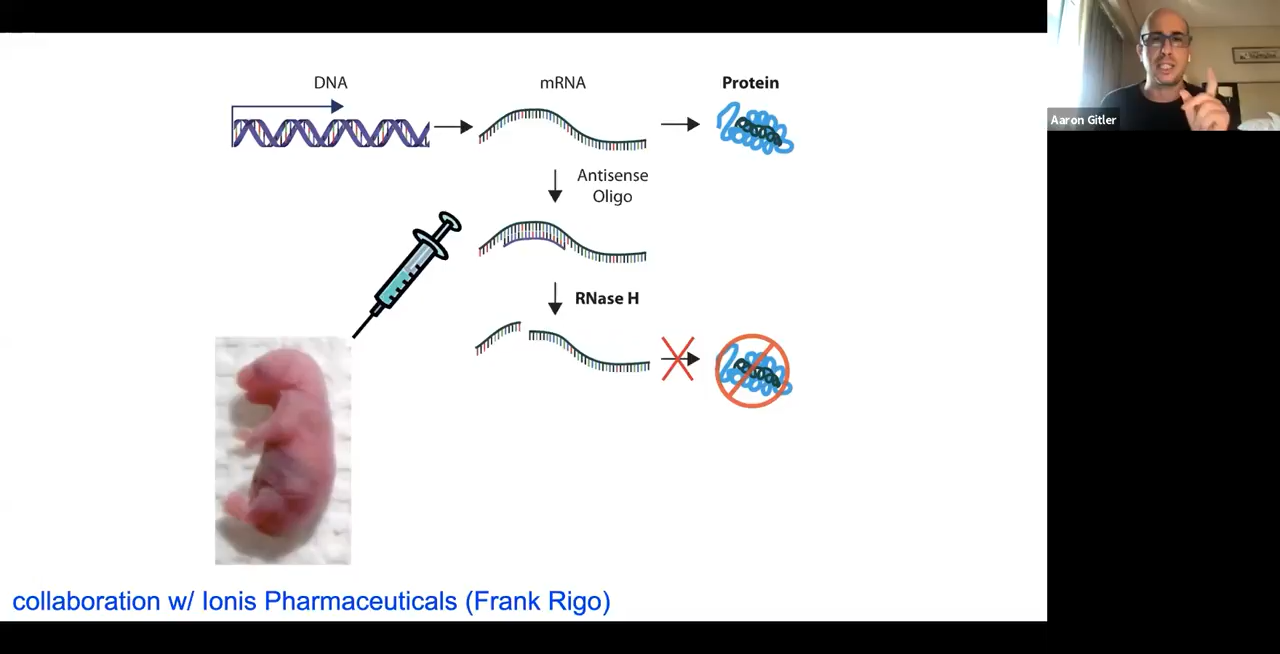 DNA
mRNA
Protein
Aaron Gitler
Antisense
Oligo
RNase H
collaboration w/ Ionis Pharmaceuticals (Frank Rigo)